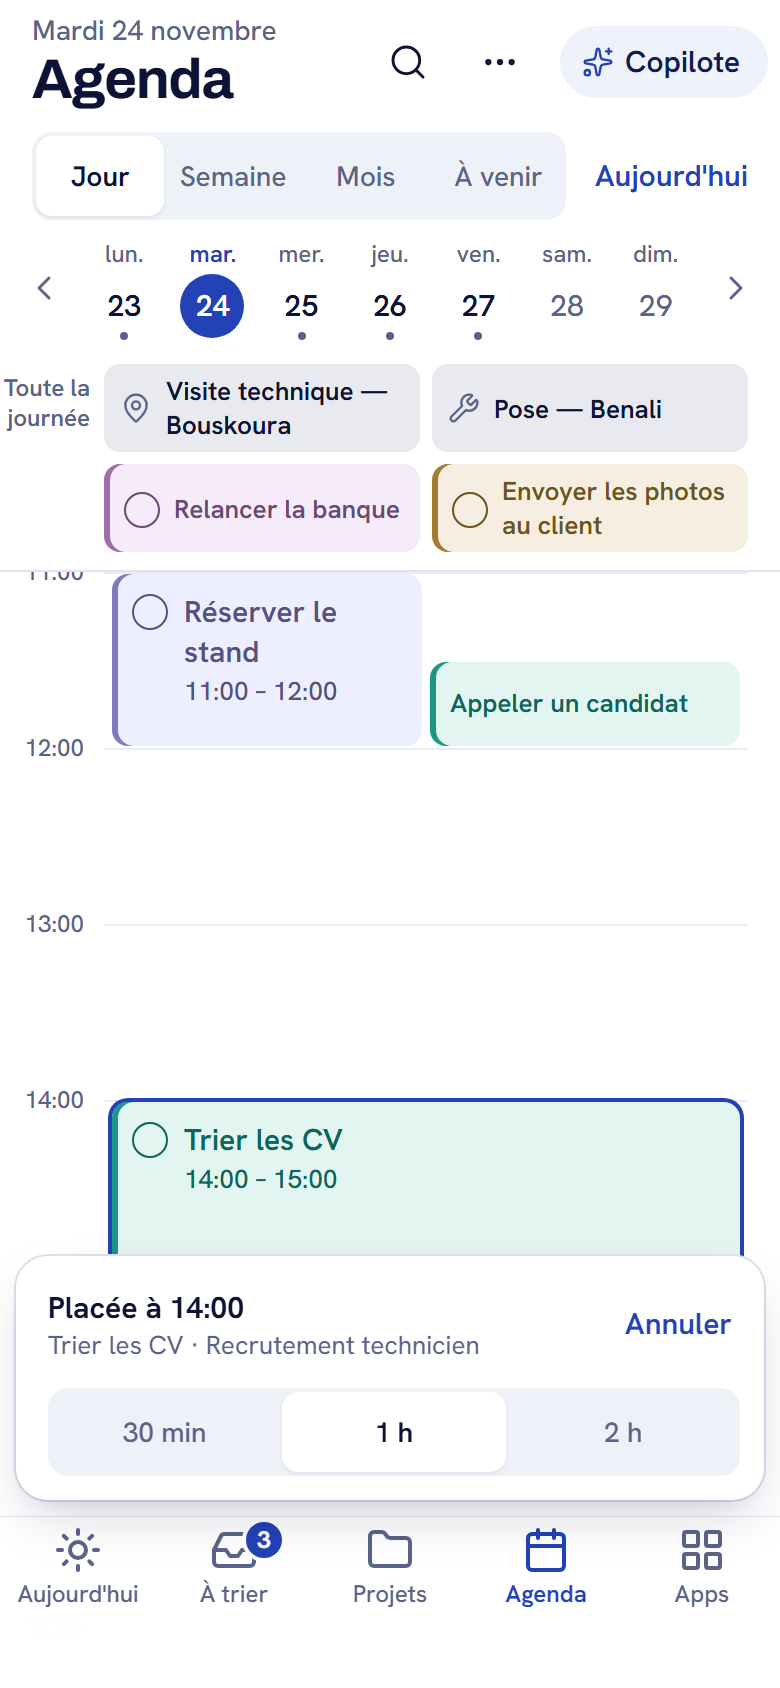 Mardi 24 novembre
Agenda
Copilote
Jour
Semaine
Mois
À venir
Aujourd'hui
lun.
mar.
mer.
jeu.
ven.
sam.
dim.
23
24
25
26
27
28
29
Toute la
journée
Visite technique —
Bouskoura
Pose — Benali
Relancer la banque
Envoyer les photos
au client
11:00
Réserver le
stand
11:00 – 12:00
Appeler un candidat
12:00
13:00
14:00
Trier les CV
14:00 – 15:00
Placée à 14:00
Trier les CV · Recrutement technicien
Annuler
30 min
1 h
2 h
3
Aujourd'hui
À trier
Projets
Agenda
Apps